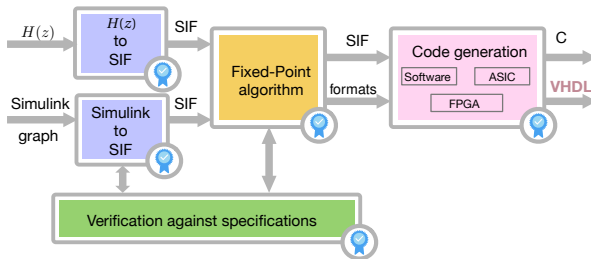 H(z)
H(z)
to
SIF
SIF
Simulink
graph
Simulink
to
SIF
SIF
Fixed-Point
algorithm
SIF
formats
Code generation
Software
ASIC
FPGA
C
VHDL
Verification against specifications